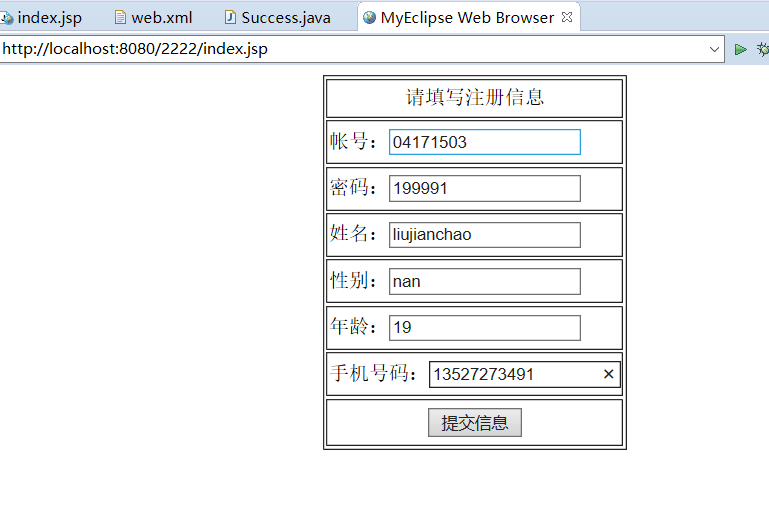 index.jsp web.xml Success.java MyEclipse Web Browser
http://localhost:8080/2222/index.jsp
请填写注册信息
帐号：04171503
密码：199991
姓名：liujianchao
性别：nan
年龄：19
手机号码：13527273491
提交信息